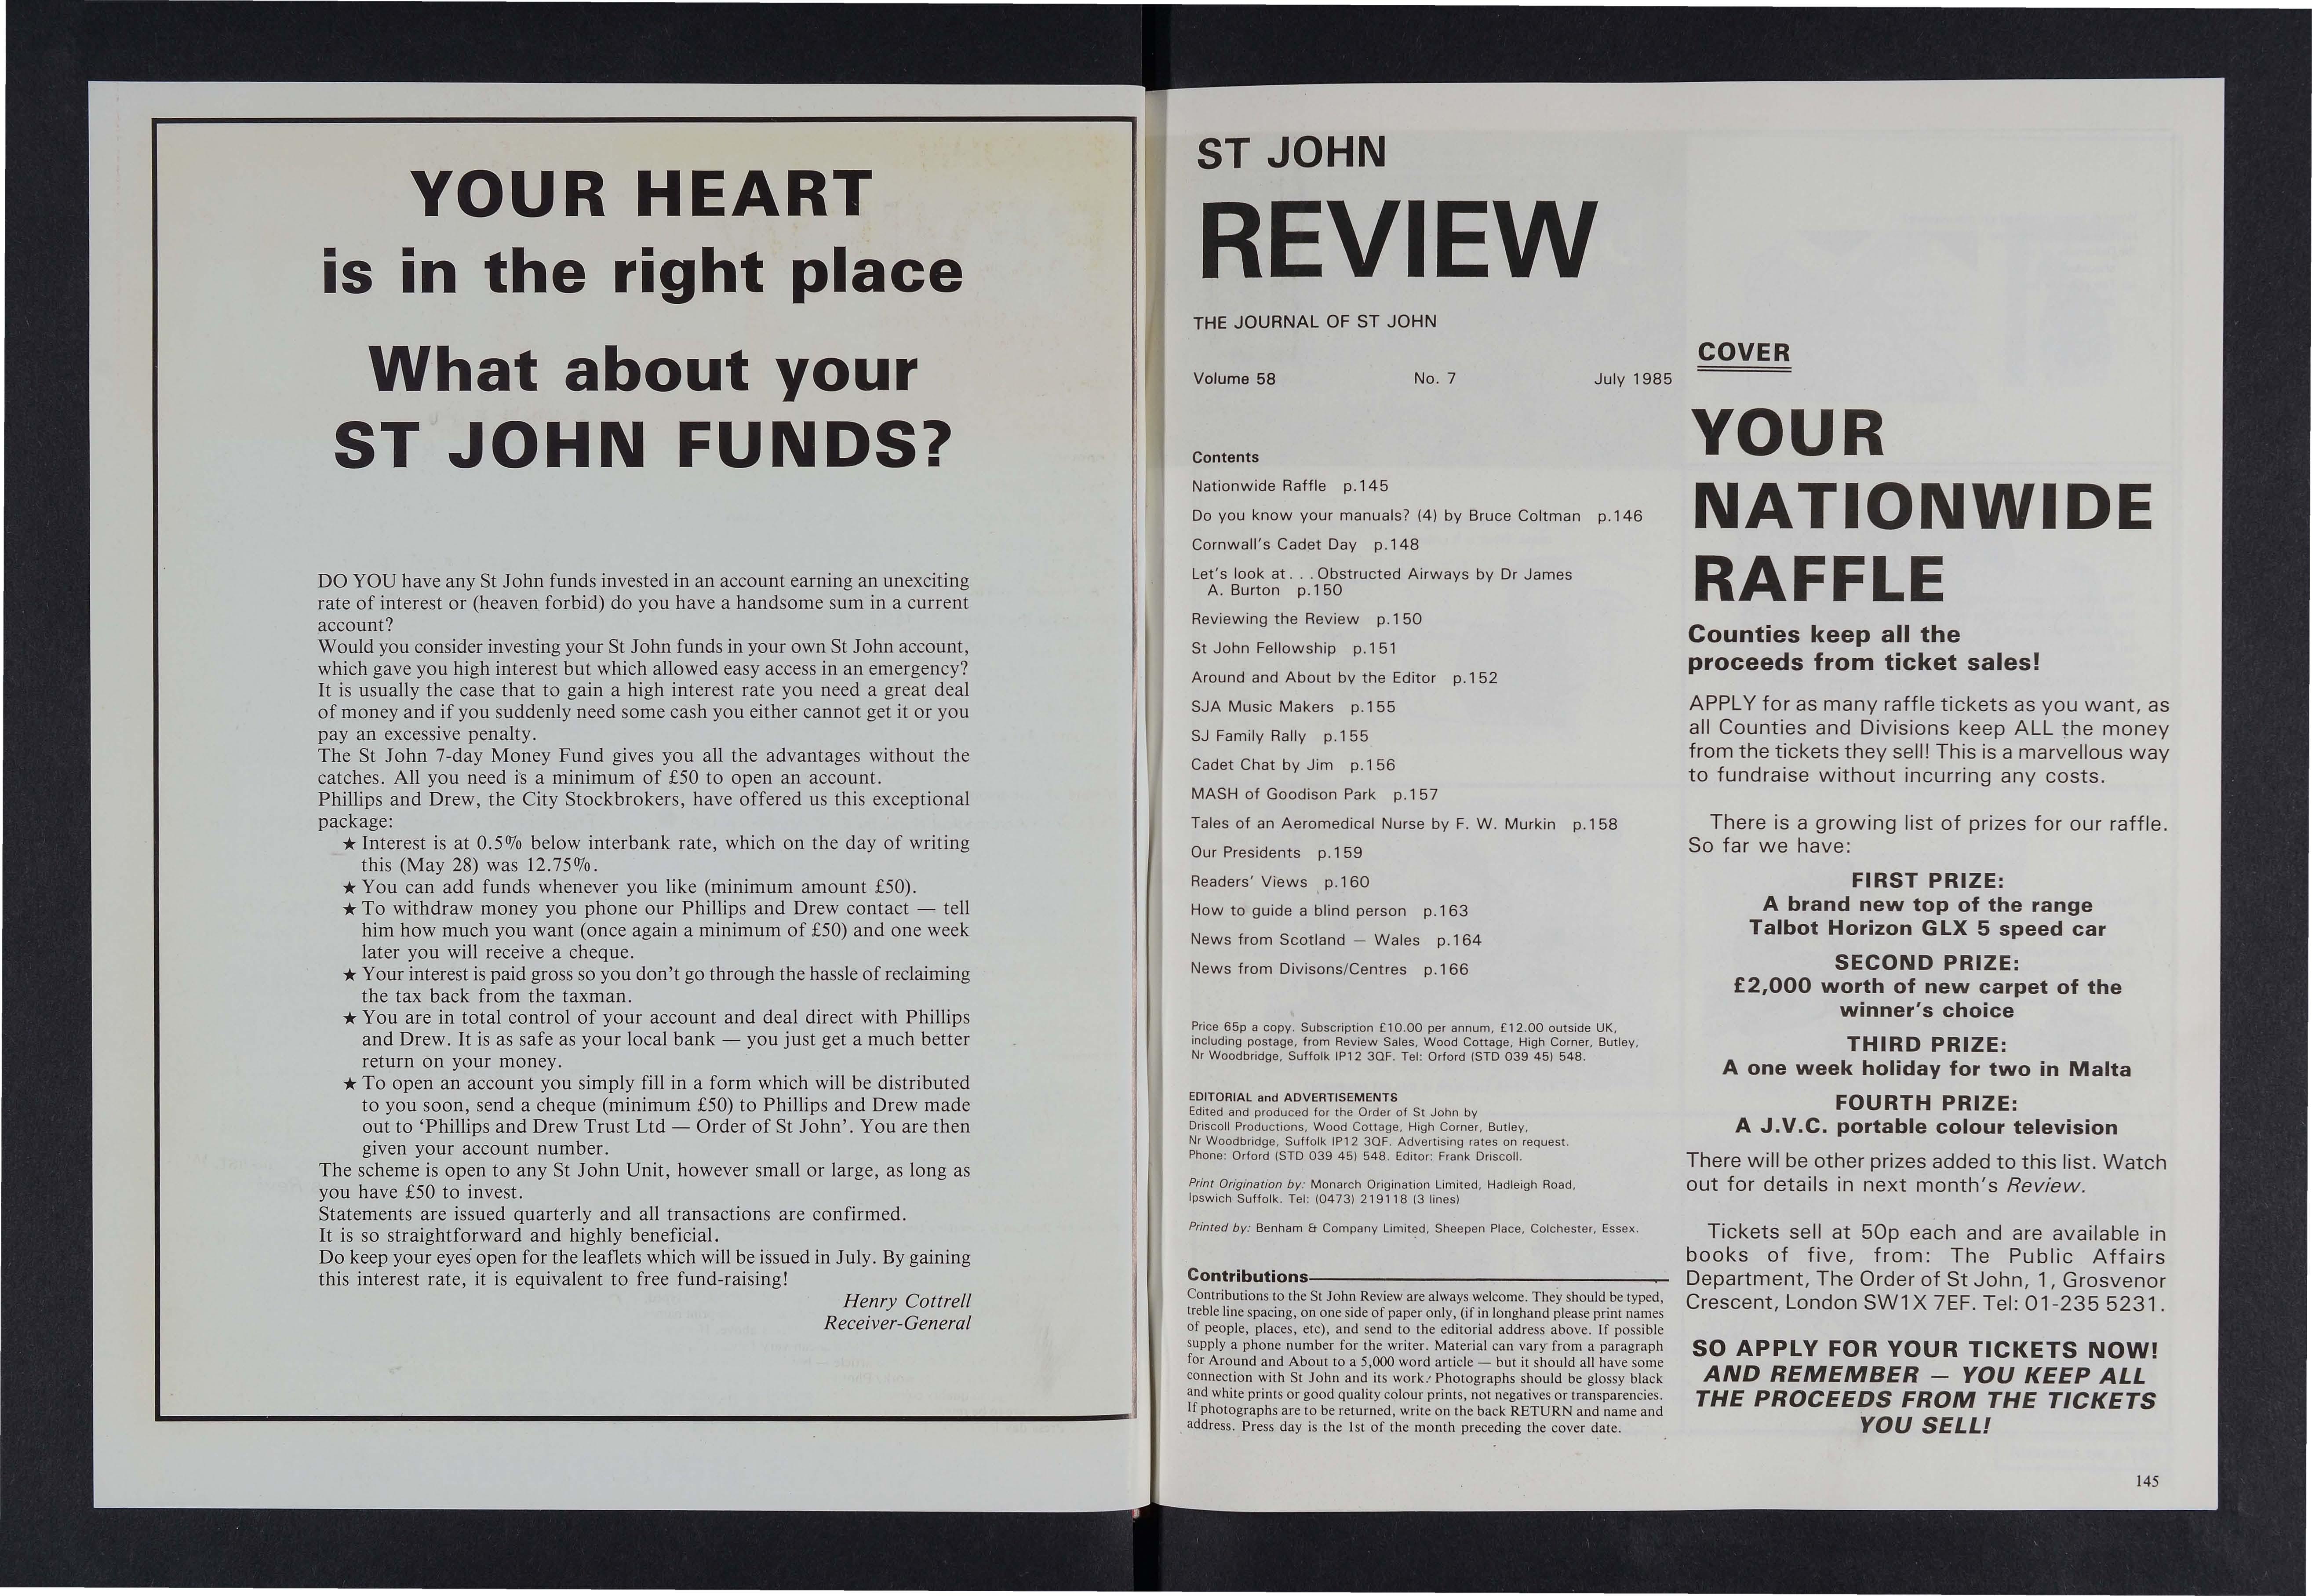 YOUR HEART
is in the right place
What about your
ST JOHN FUNDS?
DO YOU have any St John funds invested in an account earning an unexciting
rate of interest or (heaven forbid) do you have a handsome sum in a current
account?
Would you consider investing your St John funds in your own St John account,
which gave you high interest but which allowed easy access in an emergency?
It is usually the case that to gain a high interest rate you need a great deal
of money and if you suddenly need some cash you either cannot get it or you
pay an excessive penalty.
The St John 7-day Money Fund gives you all the advantages without the
catches. All you need is a minimum of £50 to open an account.
Phillips and Drew, the City Stockbrokers, have offered us this exceptional
package:
★ Interest is at 0.5% below interbank rate, which on the day of writing
this (May 28) was 12.75%.
★ You can add funds whenever you like (minimum amount £50).
★ To withdraw money you phone our Phillips and Drew contact — tell
him how much you want (once again a minimum of £50) and one week
later you will receive a cheque.
★ Your interest is paid gross so you don't go through the hassle of reclaiming
the tax back from the taxman.
★ You are in total control of your account and deal direct with Phillips
and Drew. It is as safe as your local bank — you just get a much better
return on your money.
★ To open an account you simply fill in a form which will be distributed
to you soon, send a cheque (minimum £50) to Phillips and Drew made
out to 'Phillips and Drew Trust Ltd — Order of St John'. You are then
given your account number.
The scheme is open to any St John Unit, however small or large, as long as
you have £50 to invest.
Statements are issued quarterly and all transactions are confirmed.
It is so straightforward and highly beneficial.
Do keep your eyes open for the leaflets which will be issued in July. By gaining
this interest rate, it is equivalent to free fund-raising!
Henry Cottrell
Receiver-General
ST JOHN
REVIEW
THE JOURNAL OF ST JOHN
Volume 58 No. 7 July 1985
Contents
Nationwide Raffle p.145
Do you know your manuals? (4) by Bruce Coltman p.146
Cornwall's Cadet Day p.148
Let's look at. . . Obstructed Airways by Dr James
A. Burton p.150
Reviewing the Review p.150
St John Fellowship p.151
Around and About by the Editor p.152
SJA Music Makers p.155
SJ Family Rally p.155
Cadet Chat by Jim p.156
MASH of Goodison Park p.157
Tales of an Aeromedical Nurse by F. W. Murkin p.158
Our Presidents p.159
Readers' Views p.160
How to guide a blind person p.163
News from Scotland — Wales p.164
News from Divisons/Centres p.166
Price 65p a copy. Subscription £10.00 per annum, £12.00 outside UK,
including postage, from Review Sales, Wood Cottage, High Corner, Butley,
Nr Woodbridge, Suffolk IP12 3QF. Tel: Orford (STD 039 45) 548.
EDITORIAL and ADVERTISEMENTS
Edited and produced for the Order of St John by
Driscoll Productions, Wood Cottage, High Corner, Butley,
Nr Woodbridge, Suffolk IP12 3QF. Advertising rates on request.
Phone: Orford (STD 039 45) 548. Editor: Frank Driscoll.
Print Origination by: Monarch Origination Limited, Hadleigh Road,
Ipswich Suffolk. Tel: (0473) 219118 (3 lines)
Printed by: Benham & Company Limited, Sheepen Place, Colchester, Essex.
Contributions
Contributions to the St John Review are always welcome. They should be typed,
treble line spacing, on one side of paper only, (if in longhand please print names
of people, places, etc), and send to the editorial address above. If possible
supply a phone number for the writer. Material can vary from a paragraph
for Around and About to a 5,000 word article — but it should all have some
connection with St John and its work. Photographs should be glossy black
and white prints or good quality colour prints, not negatives or transparencies.
If photographs are to be returned, write on the back RETURN and name and
address. Press day is the 1st of the month preceding the cover date.
COVER
YOUR
NATIONWIDE
RAFFLE
Counties keep all the
proceeds from ticket sales!
APPLY for as many raffle tickets as you want, as
all Counties and Divisions keep ALL the money
from the tickets they sell! This is a marvellous way
to fundraise without incurring any costs.
There is a growing list of prizes for our raffle.
So far we have:
FIRST PRIZE:
A brand new top of the range
Talbot Horizon GLX 5 speed car
SECOND PRIZE:
£2,000 worth of new carpet of the
winner's choice
THIRD PRIZE:
A one week holiday for two in Malta
FOURTH PRIZE:
A J.V.C. portable colour television
There will be other prizes added to this list. Watch
out for details in next month's Review.
Tickets sell at 50p each and are available in
books of five, from: The Public Affairs
Department, The Order of St John, 1, Grosvenor
Crescent, London SW1X 7EF. Tel: 01-235 5231.
SO APPLY FOR YOUR TICKETS NOW!
AND REMEMBER — YOU KEEP ALL
THE PROCEEDS FROM THE TICKETS
YOU SELL!
145